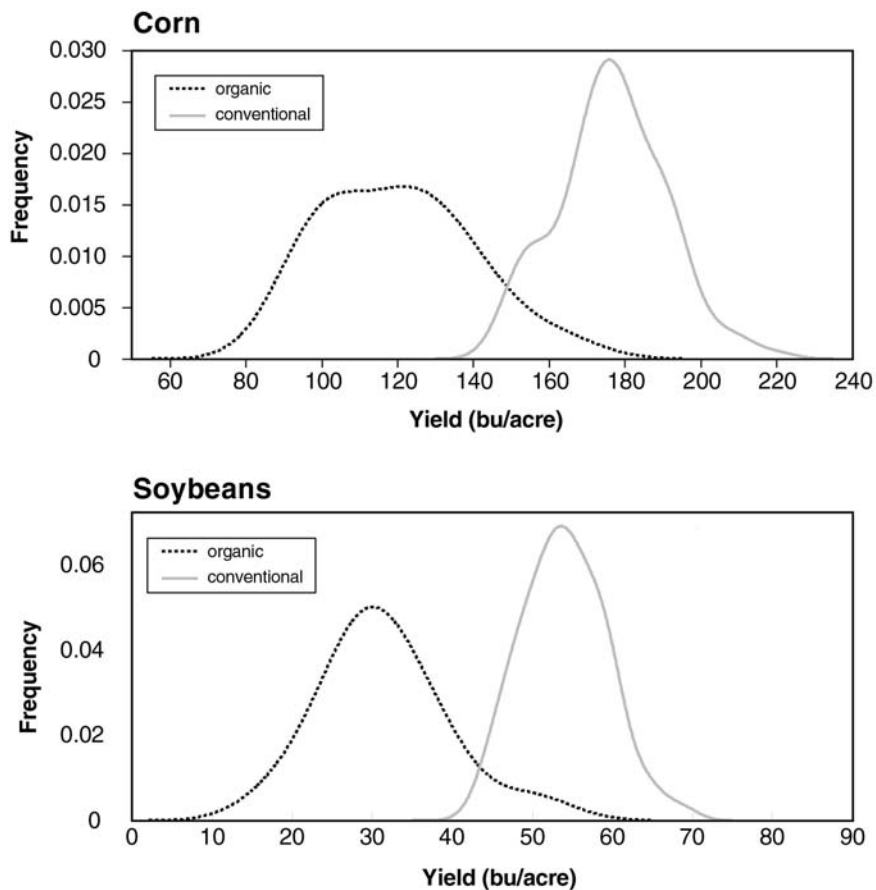 Corn
0.030
0.025
0.020
0.015
0.010
0.005
0
Frequency
organic
conventional
60 80 100 120 140 160 180 200 220 240
Yield (bu/acre)
Soybeans
0.06
0.04
0.02
0
Frequency
organic
conventional
0 10 20 30 40 50 60 70 80 90
Yield (bu/acre)